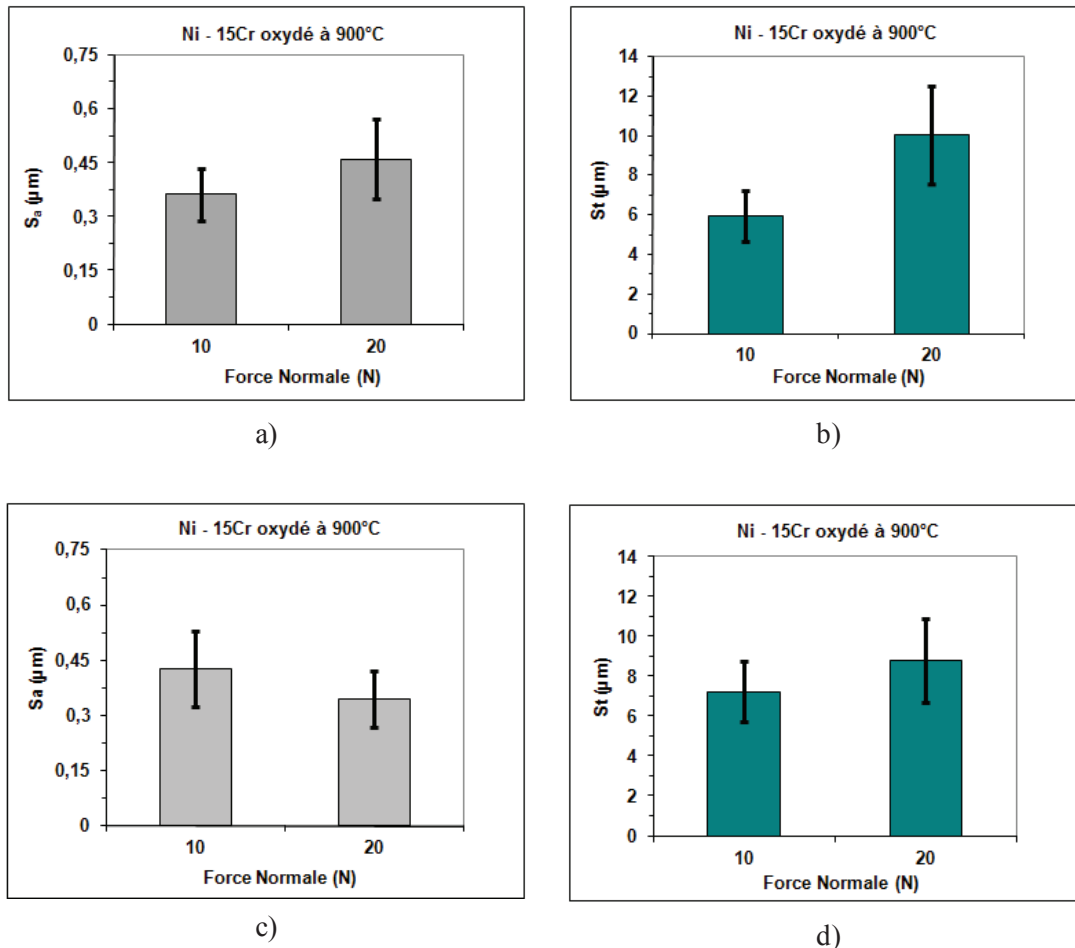 Ni - 15Cr oxydé à 900°C
0,75
0,6
0,45
0,3
0,15
0
Sa (µm)
10 20
Force Normale (N)
a)
Ni - 15Cr oxydé à 900°C
14
12
10
8
6
4
2
0
St (µm)
10 20
Force Normale (N)
b)
Ni - 15Cr oxydé à 900°C
0,75
0,6
0,45
0,3
0,15
0
Sa (µm)
10 20
Force Normale (N)
c)
Ni - 15Cr oxydé à 900°C
14
12
10
8
6
4
2
0
St (µm)
10 20
Force Normale (N)
d)